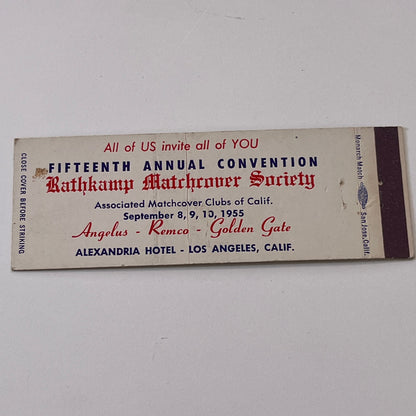 All of US invite all of YOU
FIFTEENTH ANNUAL CONVENTION
Rathkamp Matchcover Society
Associated Matchcover Clubs of Calif.
September 8, 9, 10, 1955
Angelus - Remco - Golden Gate
ALEXANDRIA HOTEL - LOS ANGELES, CALIF.
CLOSE COVER BEFORE STRIKING
Monarch Match San Jose, Calif.